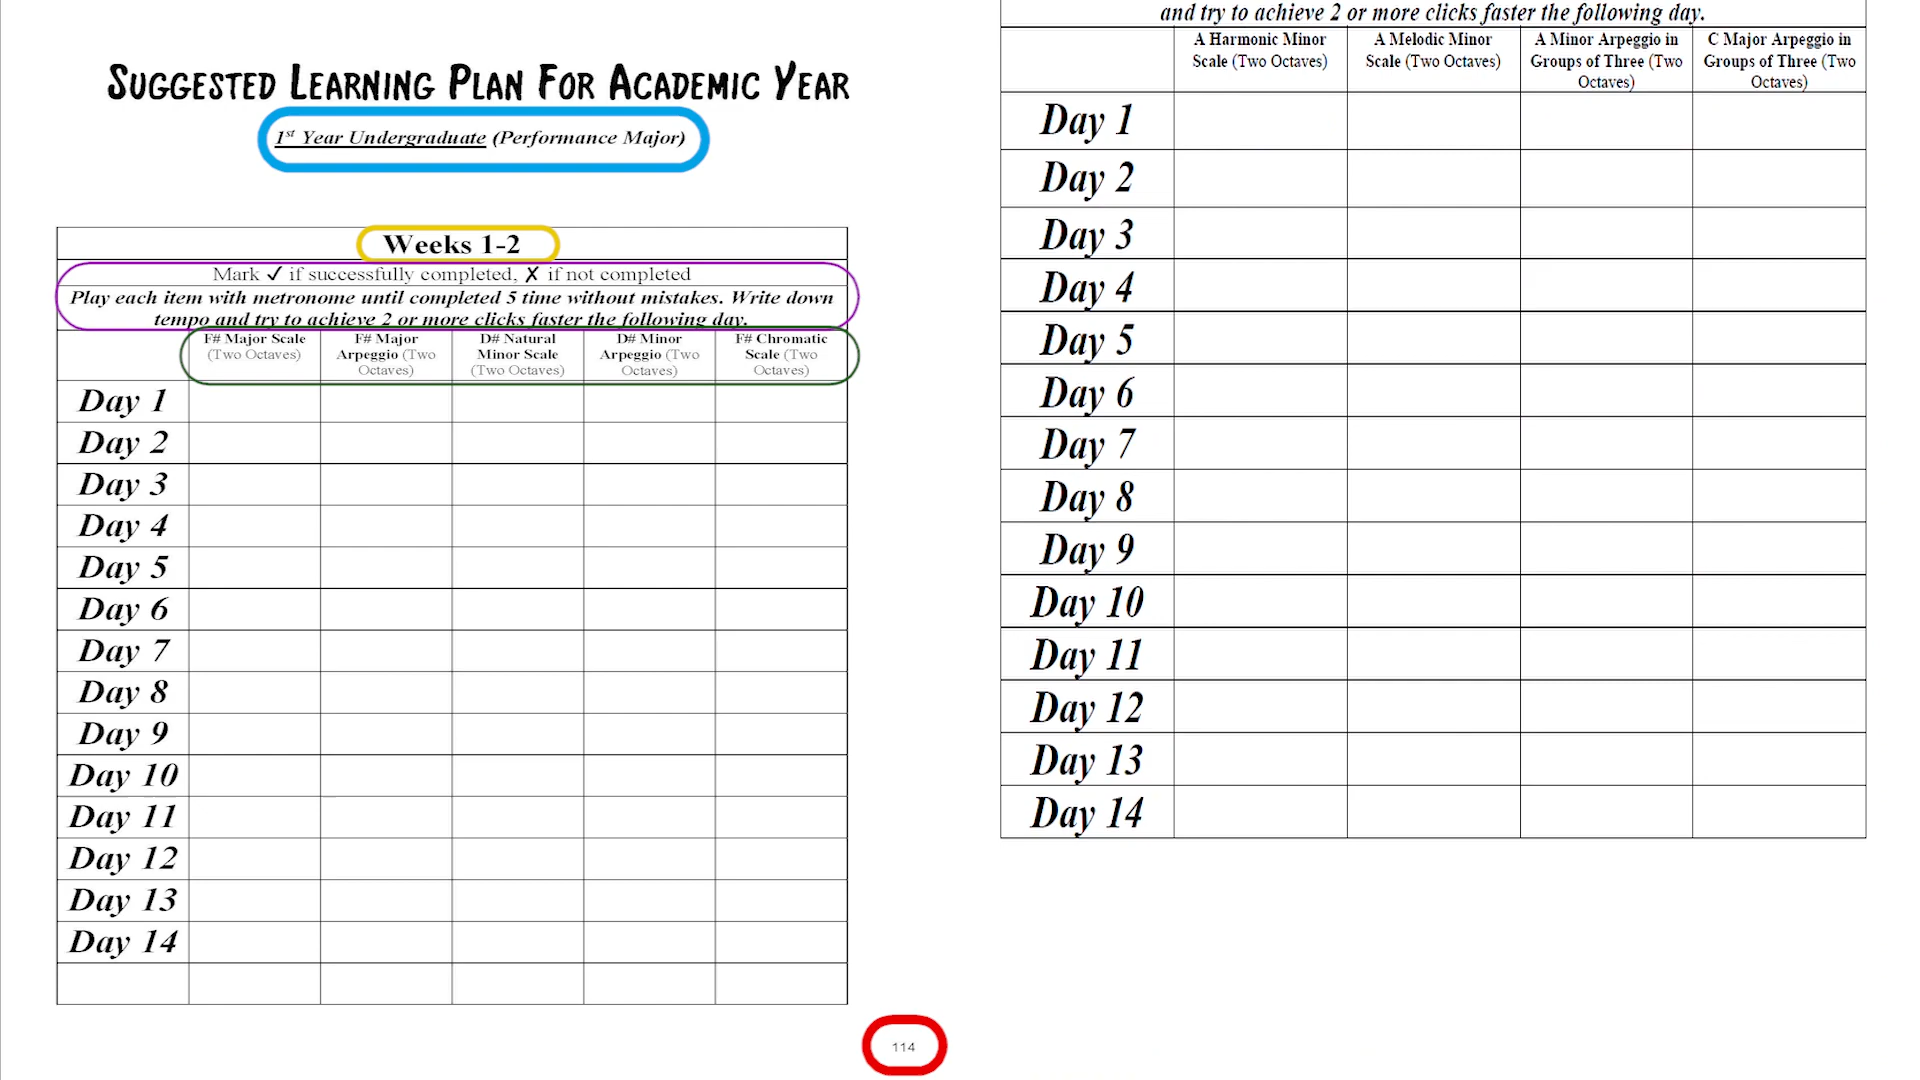 SUGGESTED LEARNING PLAN FOR ACADEMIC YEAR
1st Year Undergraduate (Performance Major)
Weeks 1-2
Mark ✓ if successfully completed, ✗ if not completed
Play each item with metronome until completed 5 time without mistakes. Write down
tempo and try to achieve 2 or more clicks faster the following day.
F# Major Scale
(Two Octaves)
F# Major
Arpeggio (Two
Octaves)
D# Natural
Minor Scale
(Two Octaves)
D# Minor
Arpeggio (Two
Octaves)
F# Chromatic
Scale (Two
Octaves)
Day 1
Day 2
Day 3
Day 4
Day 5
Day 6
Day 7
Day 8
Day 9
Day 10
Day 11
Day 12
Day 13
Day 14
114
and try to achieve 2 or more clicks faster the following day.
A Harmonic Minor
Scale (Two Octaves)
A Melodic Minor
Scale (Two Octaves)
A Minor Arpeggio in
Groups of Three (Two
Octaves)
C Major Arpeggio in
Groups of Three (Two
Octaves)
Day 1
Day 2
Day 3
Day 4
Day 5
Day 6
Day 7
Day 8
Day 9
Day 10
Day 11
Day 12
Day 13
Day 14